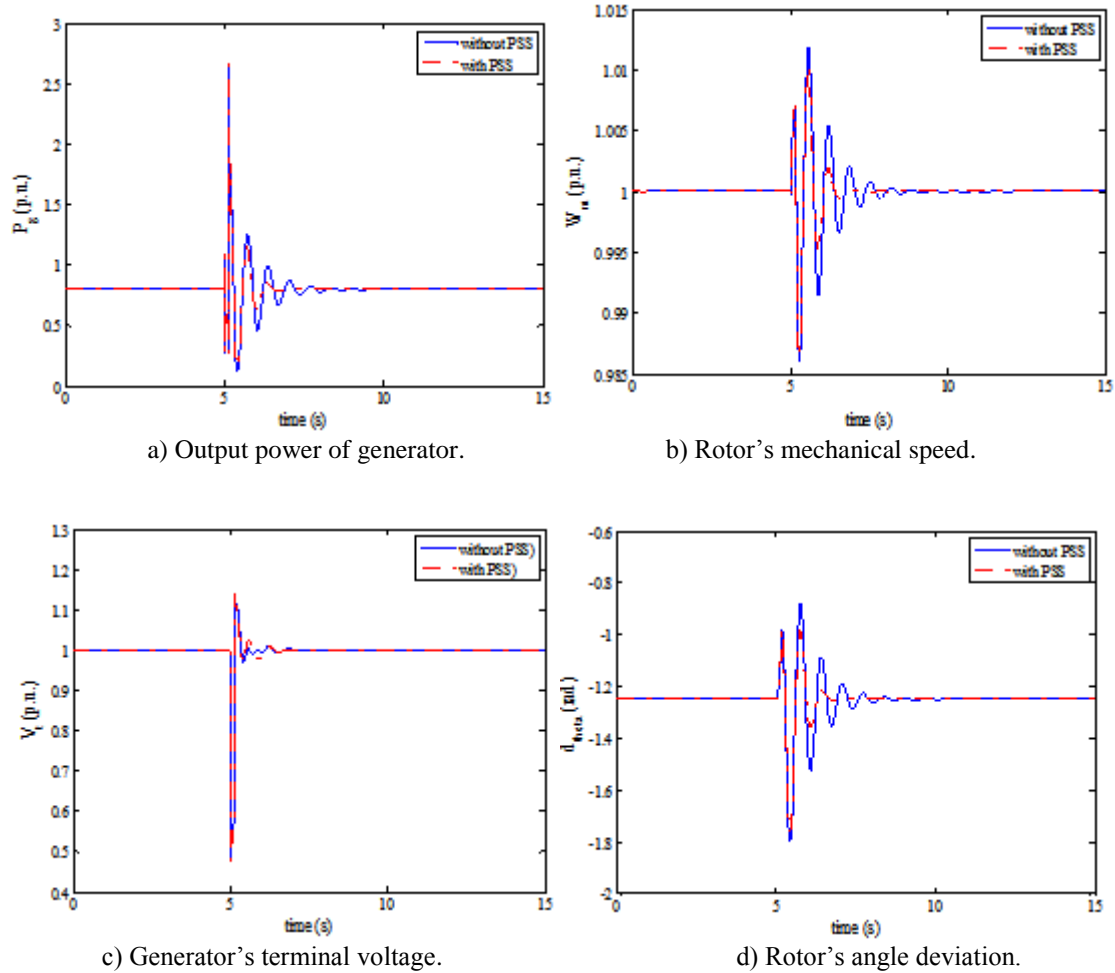 3
2.5
2
1.5
1
0.5
0
0
5
10
15
P_g (p.n.)
time (s)
without PSS
with PSS
a) Output power of generator.
1.015
1.01
1.005
1
0.995
0.99
0.985
0
5
10
15
W_m (p.n.)
time (s)
without PSS
with PSS
b) Rotor’s mechanical speed.
1.3
1.2
1.1
1
0.9
0.8
0.7
0.6
0.5
0.4
0
5
10
15
V_t (p.n.)
time (s)
without PSS)
with PSS)
c) Generator’s terminal voltage.
-0.6
-0.8
-1
-1.2
-1.4
-1.6
-1.8
-2
0
5
10
15
d_theta (rad)
time (s)
without PSS
with PSS
d) Rotor’s angle deviation.